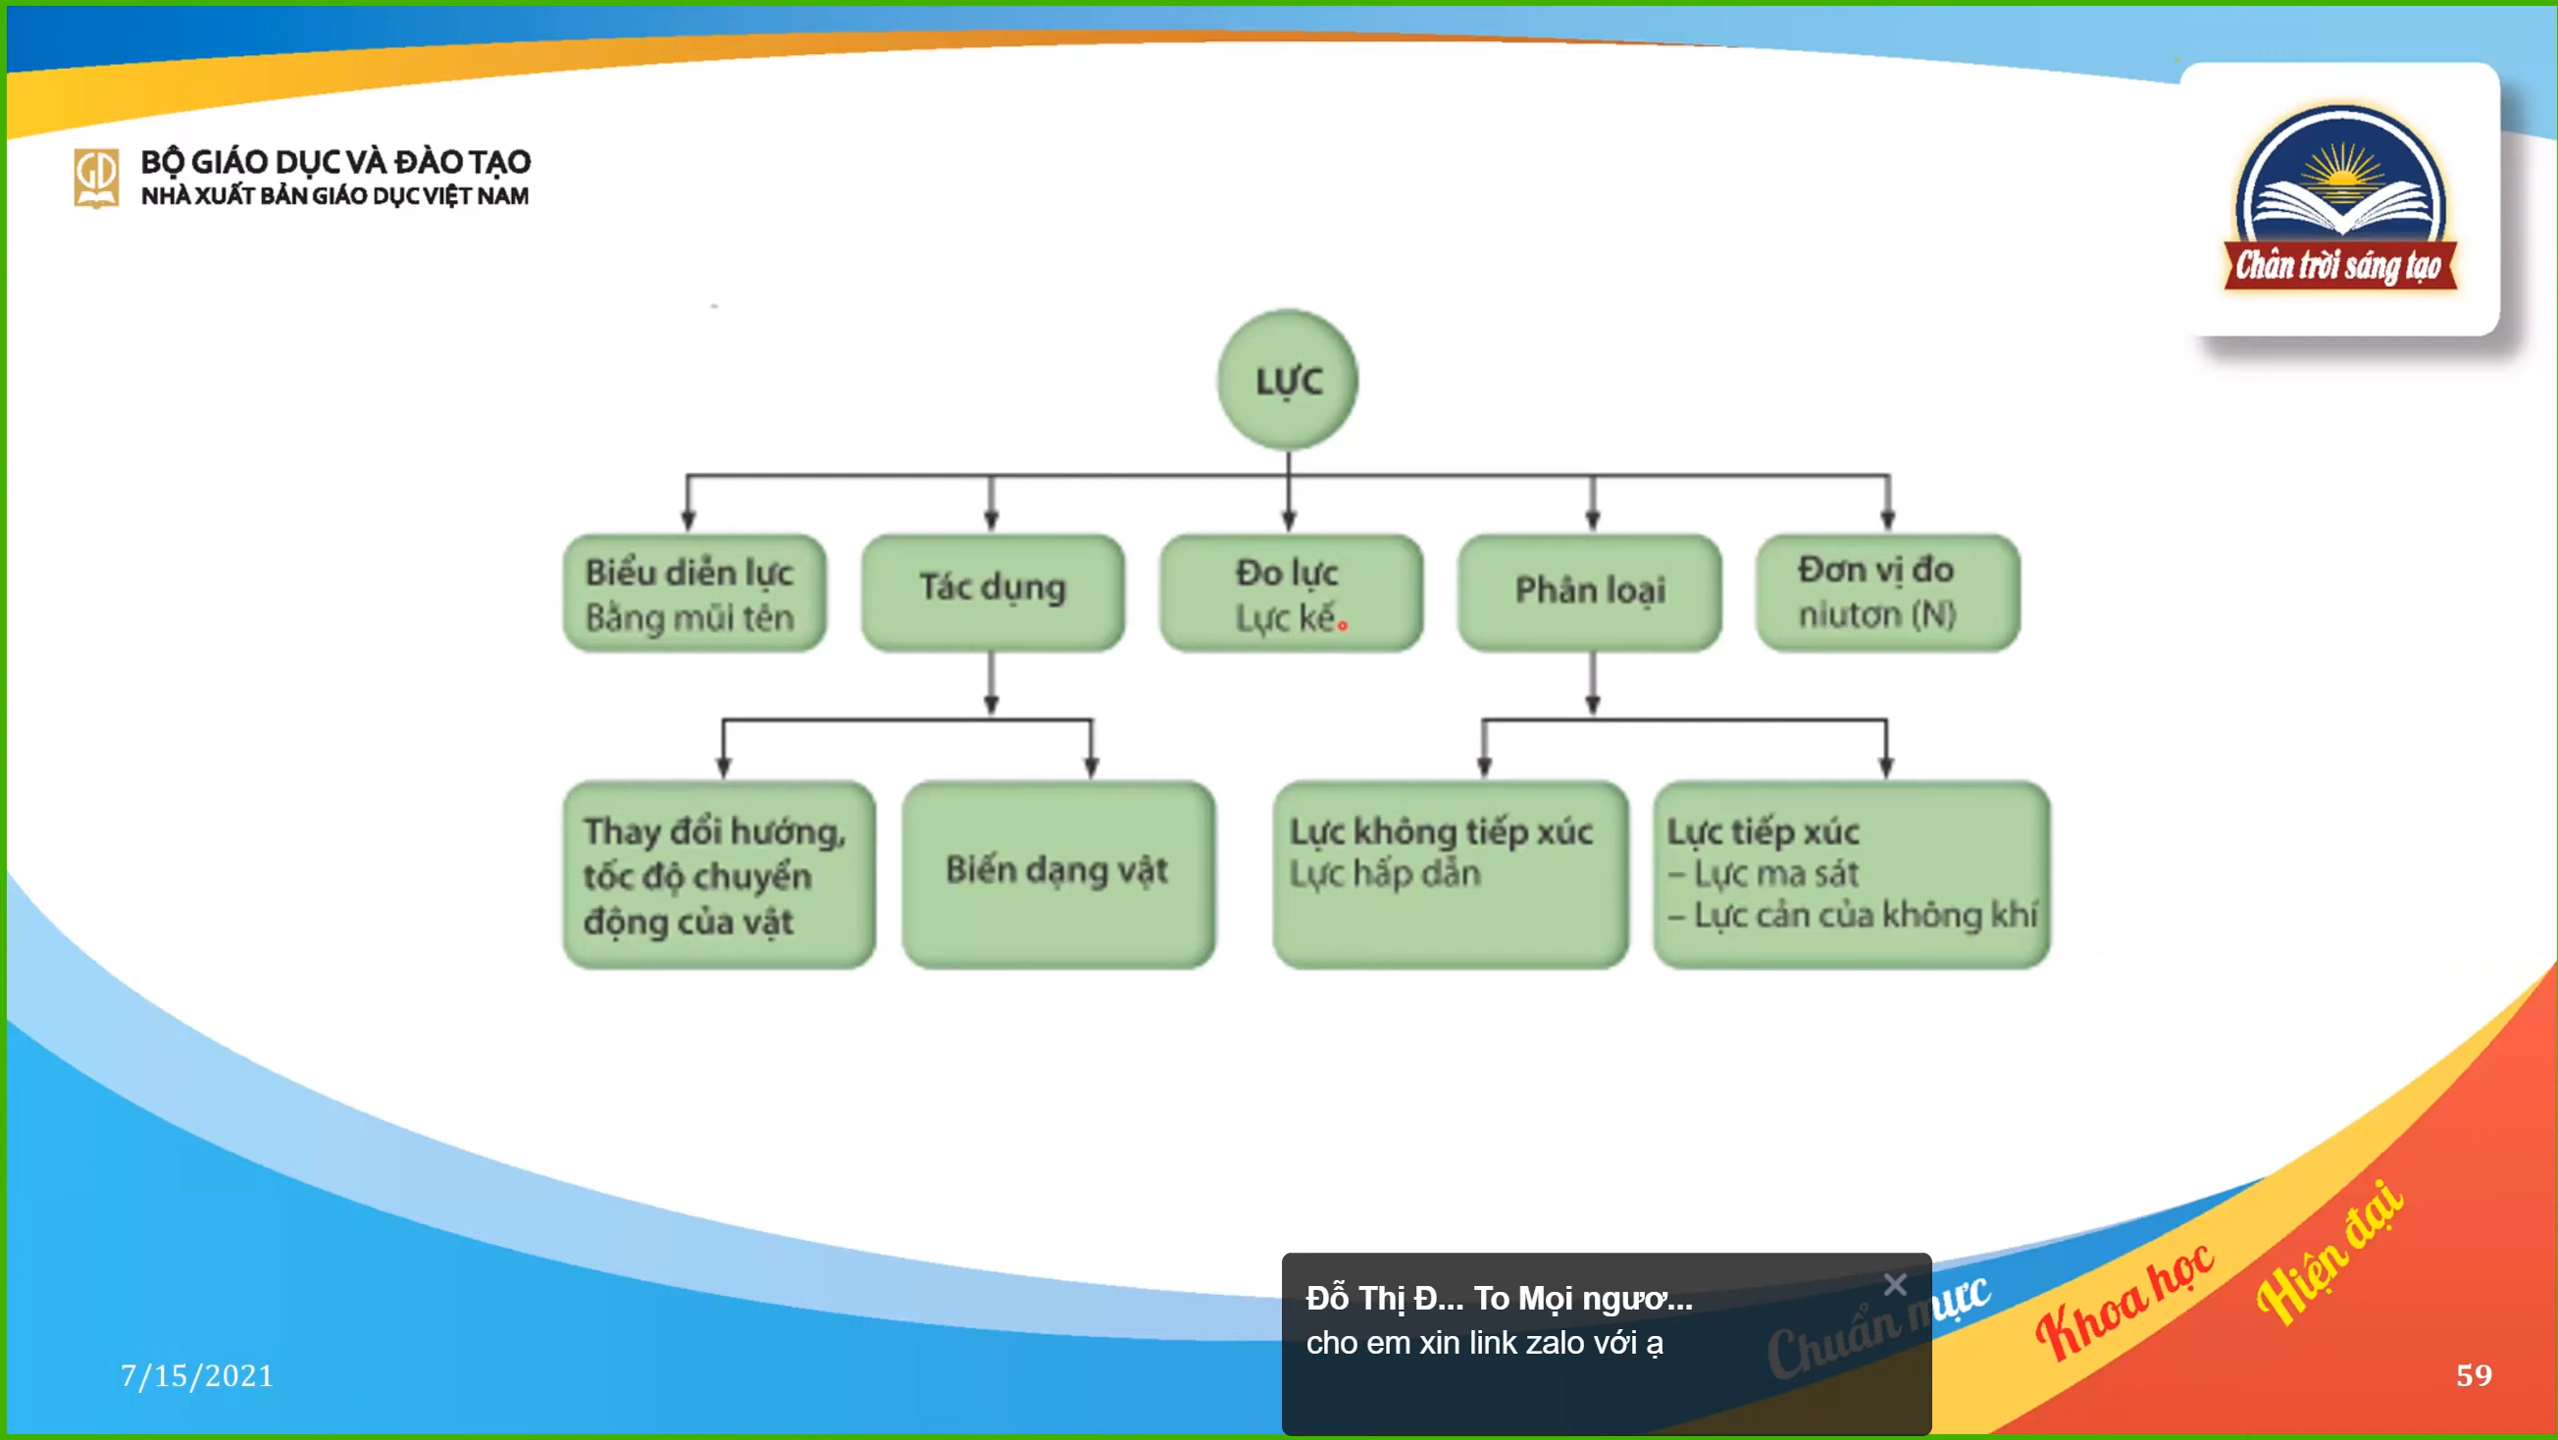 BỘ GIÁO DỤC VÀ ĐÀO TẠO
NHÀ XUẤT BẢN GIÁO DỤC VIỆT NAM
Chân trời sáng tạo
LỰC
Biểu diễn lực
Bằng mũi tên
Tác dụng
Đo lực
Lực kế
Phân loại
Đơn vị đo
niutơn (N)
Thay đổi hướng,
tốc độ chuyển
động của vật
Biến dạng vật
Lực không tiếp xúc
Lực hấp dẫn
Lực tiếp xúc
– Lực ma sát
– Lực cản của không khí
Đỗ Thị Đ... To Mọi ngươ...
cho em xin link zalo với ạ
Chuẩn mực
Khoa học
Hiện đại
7/15/2021
59